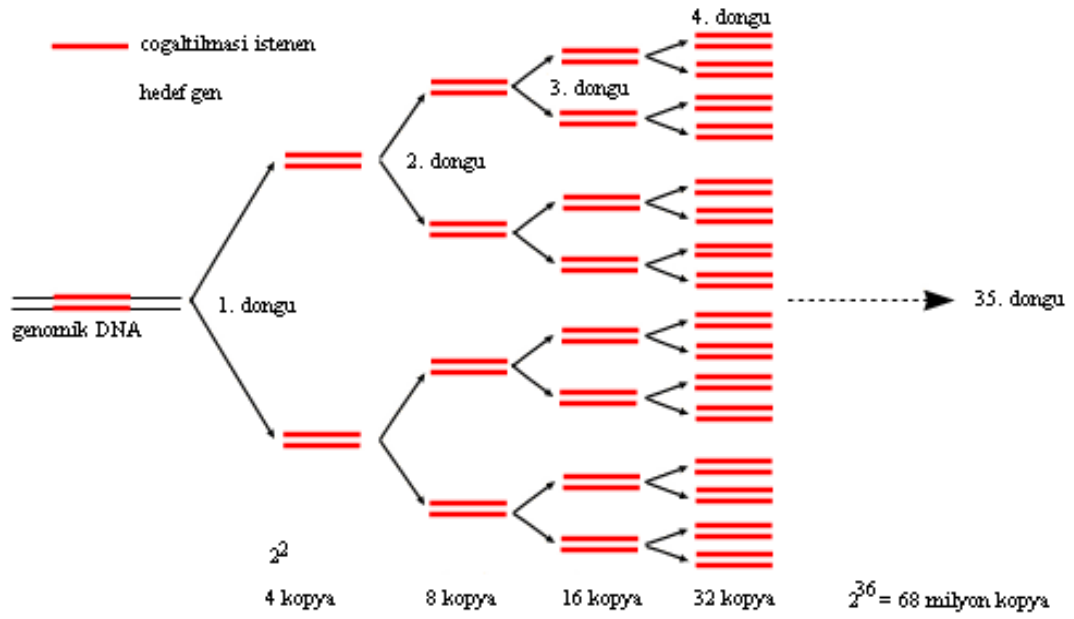 4. dongu
cogaltilmasi istenen
hedef gen
3. dongu
2. dongu
1. dongu
genomik DNA
35. dongu
2²
4 kopya
8 kopya
16 kopya
32 kopya
2³⁶ = 68 milyon kopya